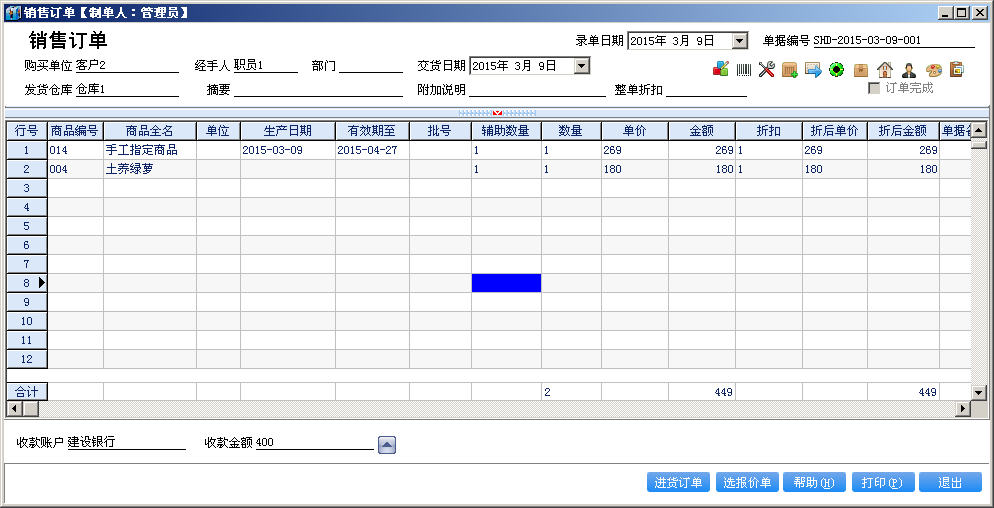 销售订单【制单人：管理员】
销售订单
录单日期 2015年 3月 9日 单据编号 SHD-2015-03-09-001
购买单位 客户2 经手人 职员1 部门 交货日期 2015年 3月 9日
发货仓库 仓库1 摘要 附加说明 整单折扣 订单完成
行号 商品编号 商品全名 单位 生产日期 有效期至 批号 辅助数量 数量 单价 金额 折扣 折后单价 折后金额 单据
1 014 手工指定商品 2015-03-09 2015-04-27 1 1 269 269 1 269 269
2 004 土养绿萝 1 1 180 180 1 180 180
3
4
5
6
7
8
9
10
11
12
合计 2 449 449
收款账户 建设银行 收款金额 400
进货订单 选报价单 帮助(H) 打印(P) 退出